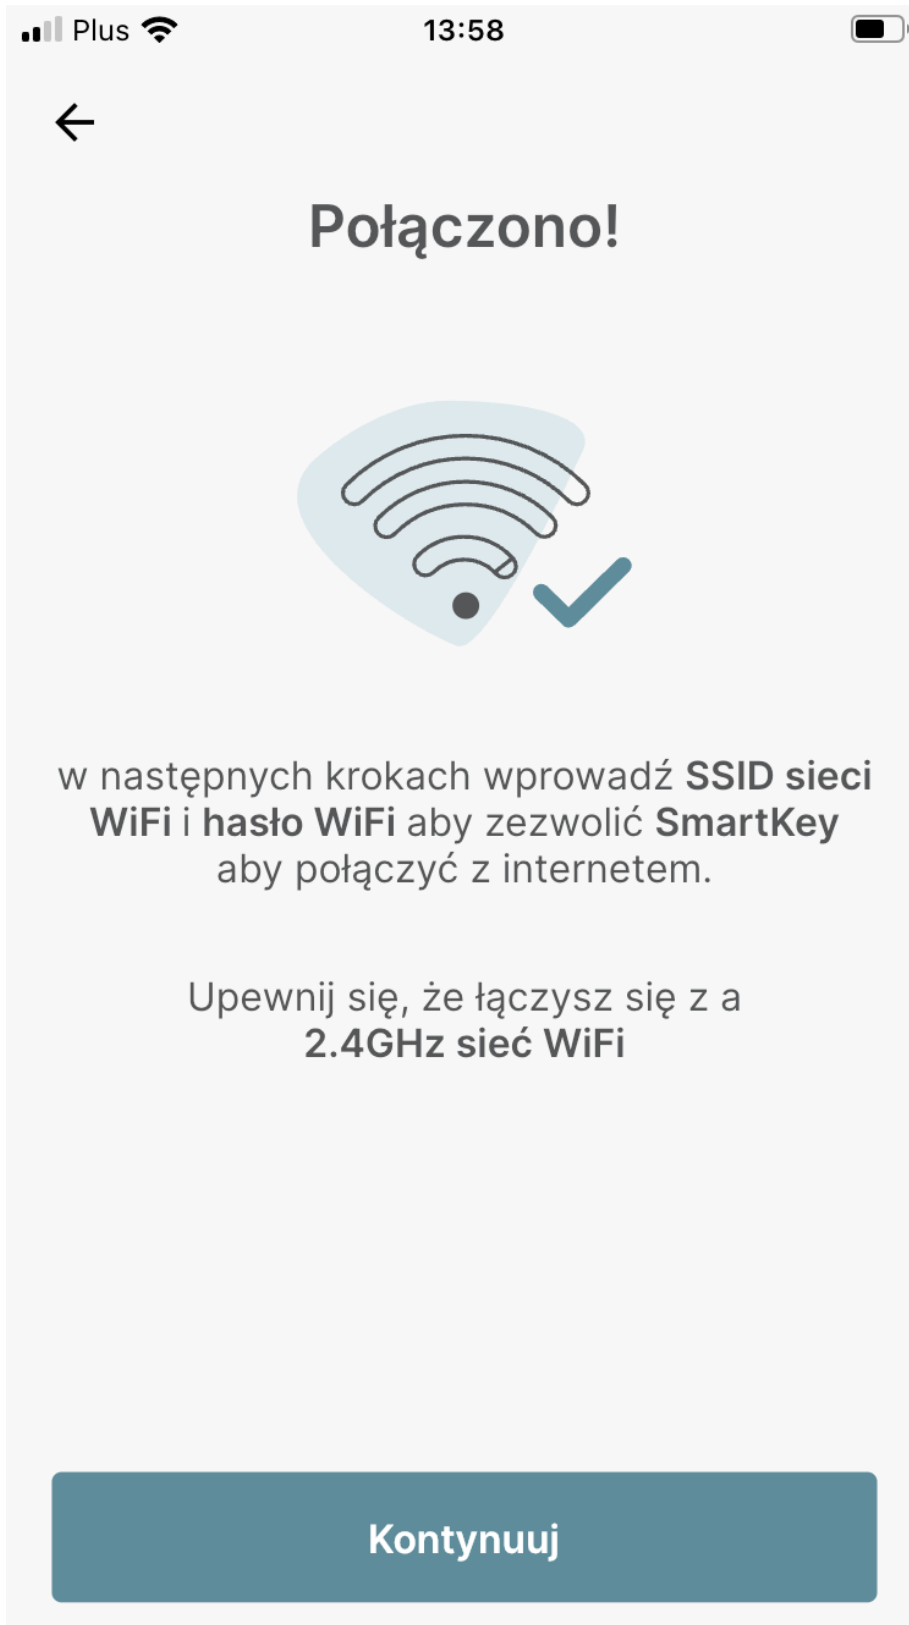 Plus 13:58
Połączono!
w następnych krokach wprowadź SSID sieci
WiFi i hasło WiFi aby zezwolić SmartKey
aby połączyć z internetem.
Upewnij się, że łączysz się z a
2.4GHz sieć WiFi
Kontynuuj